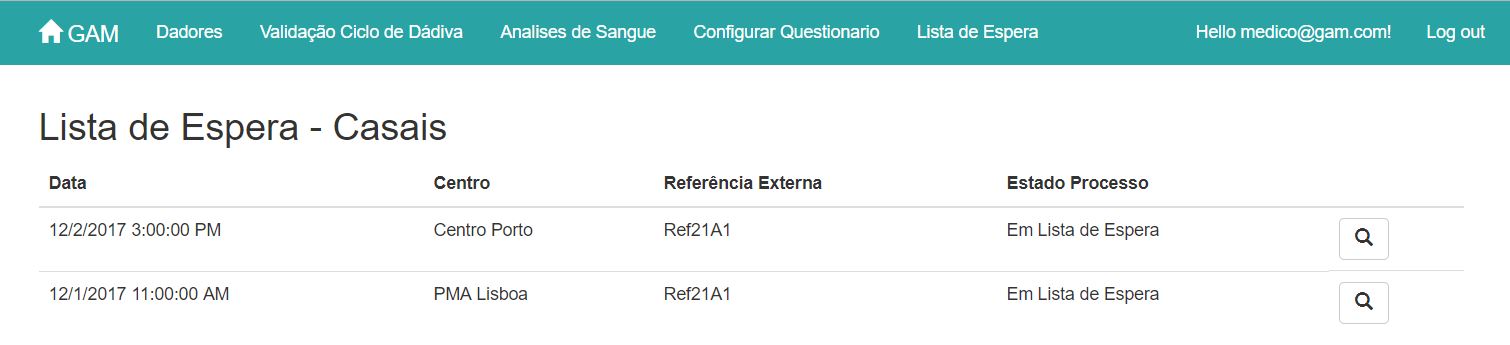 GAM Dadores Validação Ciclo de Dádiva Analises de Sangue Configurar Questionario Lista de Espera Hello medico@gam.com! Log out
Lista de Espera - Casais
Data Centro Referência Externa Estado Processo
12/2/2017 3:00:00 PM Centro Porto Ref21A1 Em Lista de Espera
12/1/2017 11:00:00 AM PMA Lisboa Ref21A1 Em Lista de Espera